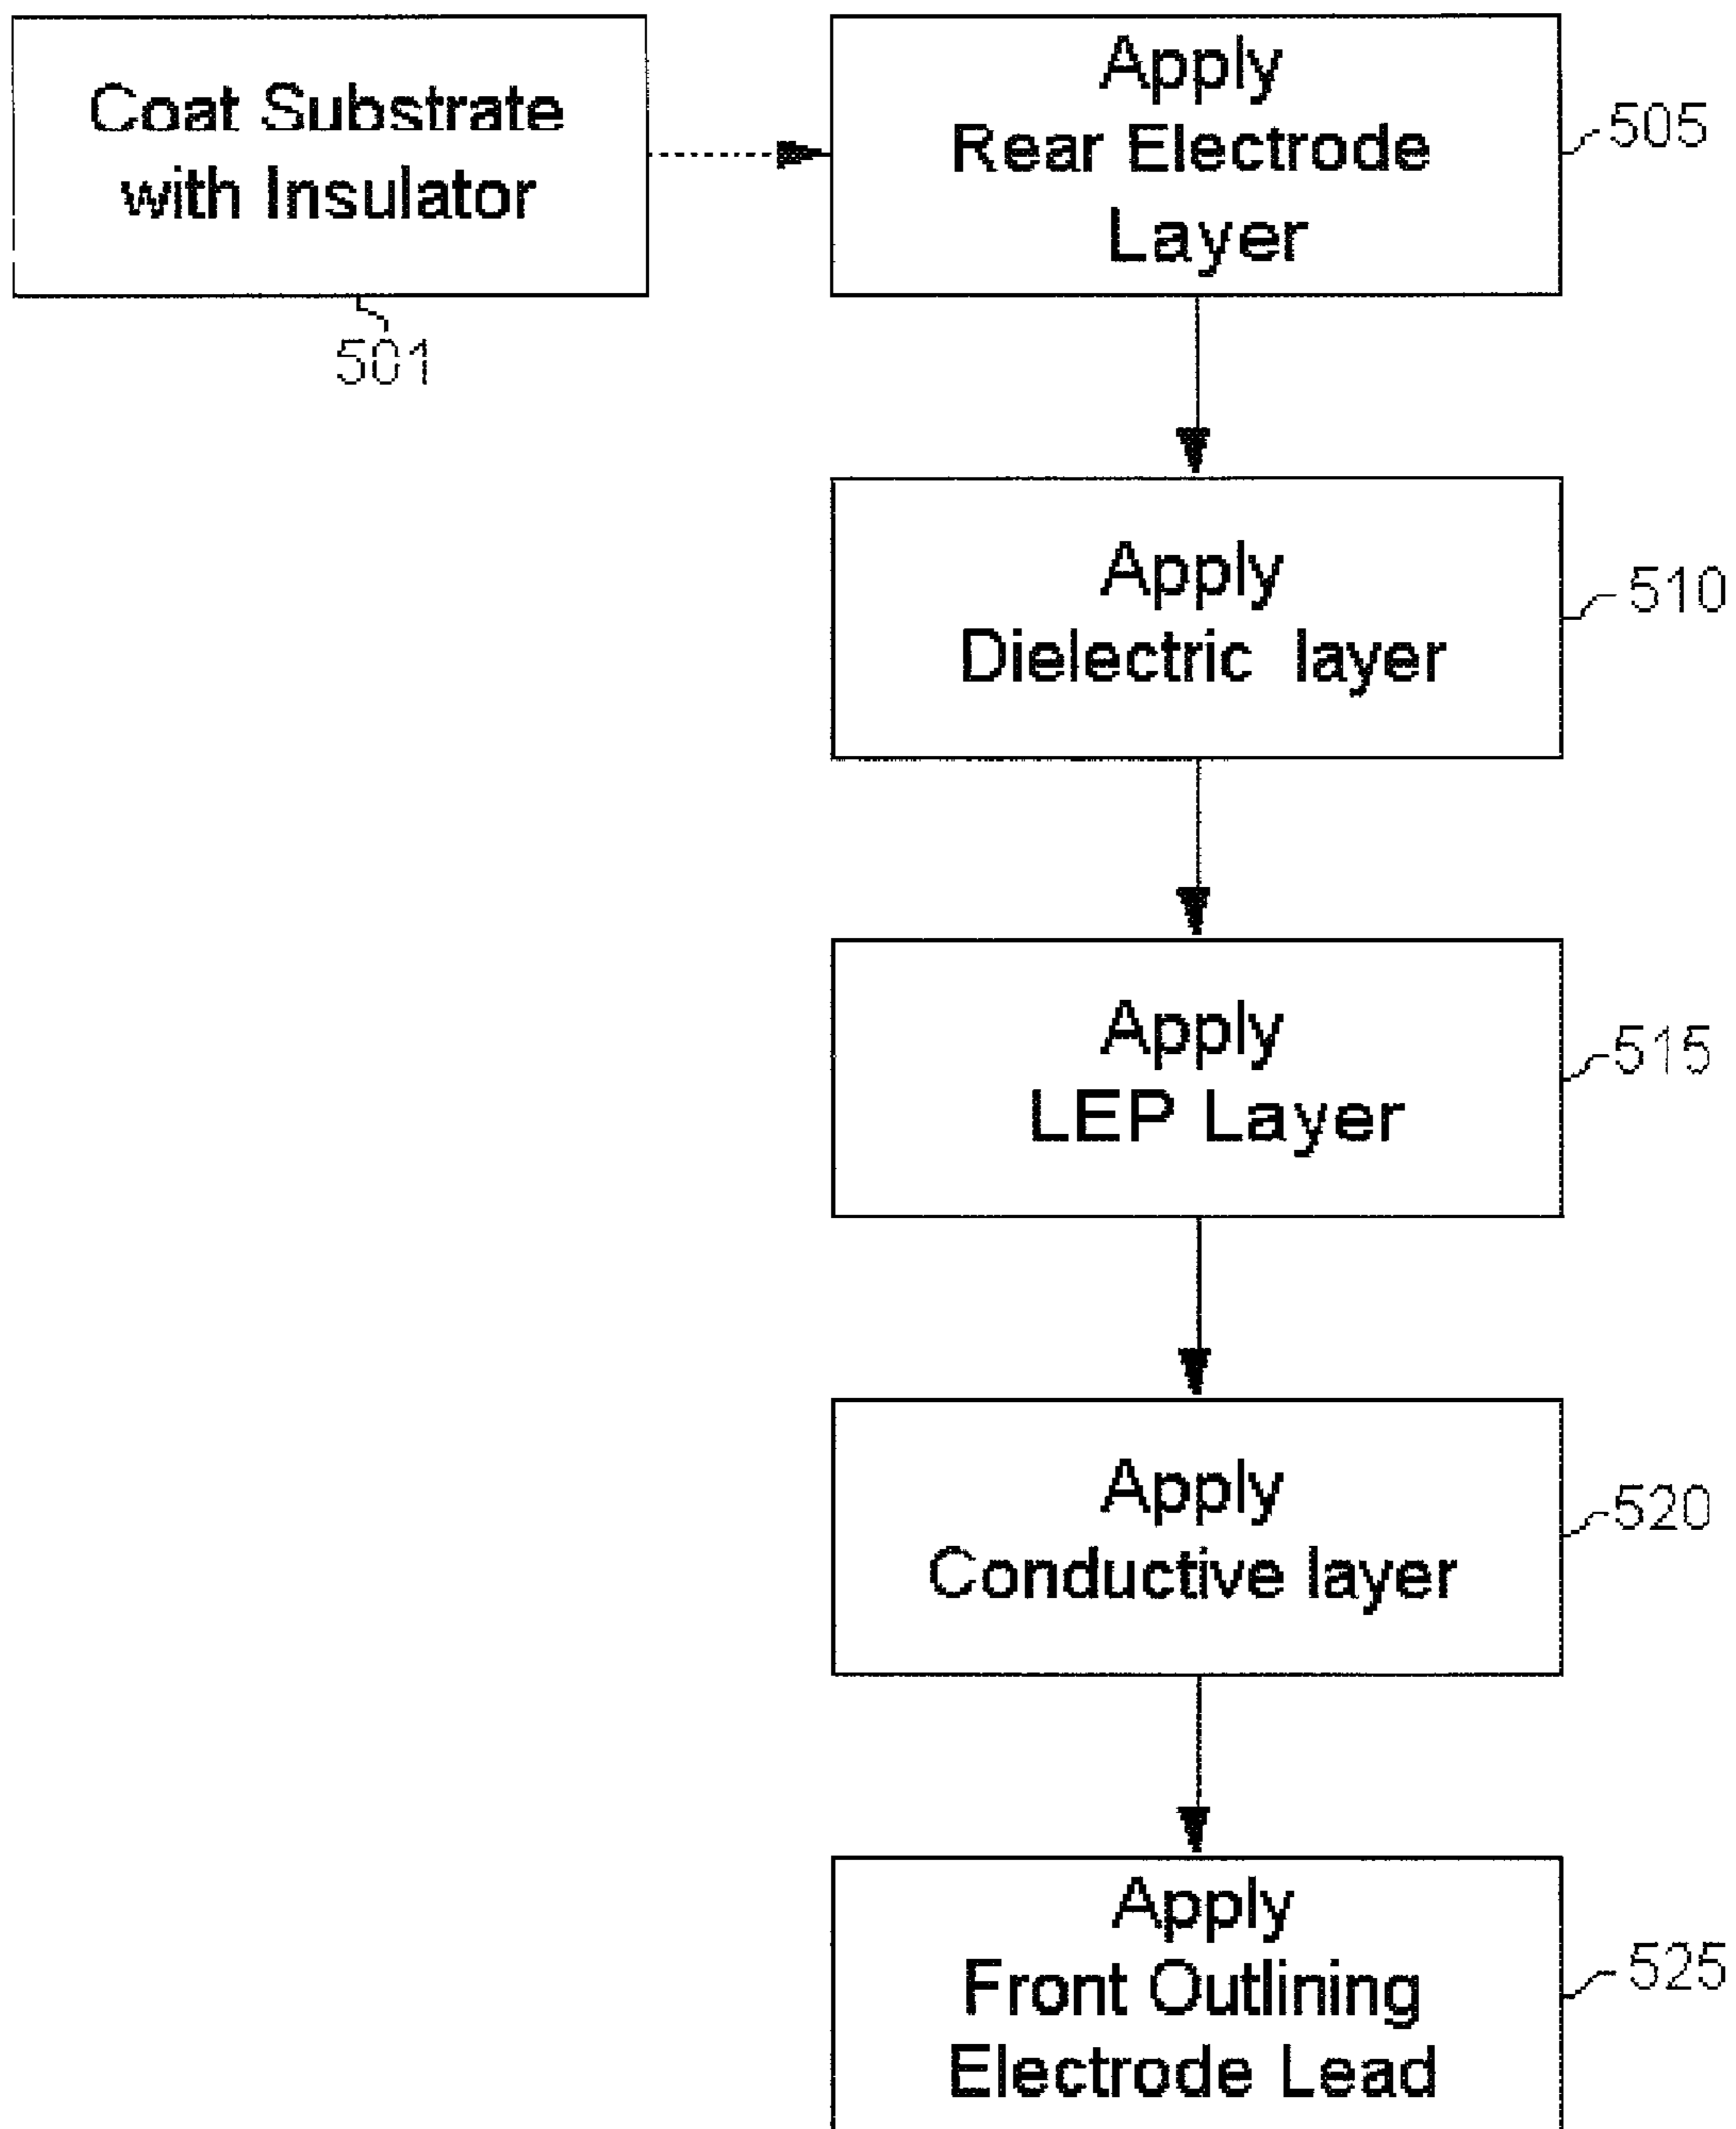 Coat Substrate
with Insulator
501
Apply
Rear Electrode
Layer
505
Apply
Dielectric layer
510
Apply
LEP Layer
515
Apply
Conductive layer
520
Apply
Front Outlining
Electrode Lead
525